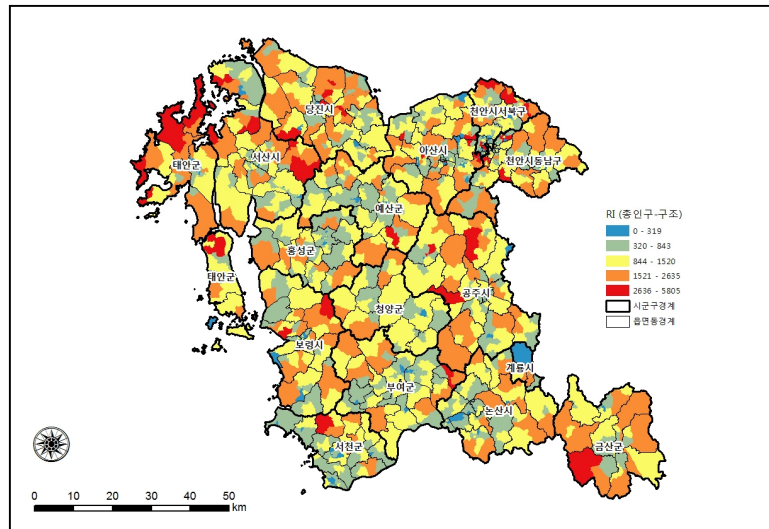 당진시
천안시서북구
아산시
천안시동남구
태안군
서산시
예산군
홍성군
태안군
청양군
공주시
보령시
부여군
계룡시
논산시
서천군
금산군
RI (총인구-구조)
0 - 319
320 - 843
844 - 1520
1521 - 2635
2636 - 5805
시군구경계
읍면동경계
0 10 20 30 40 50
km